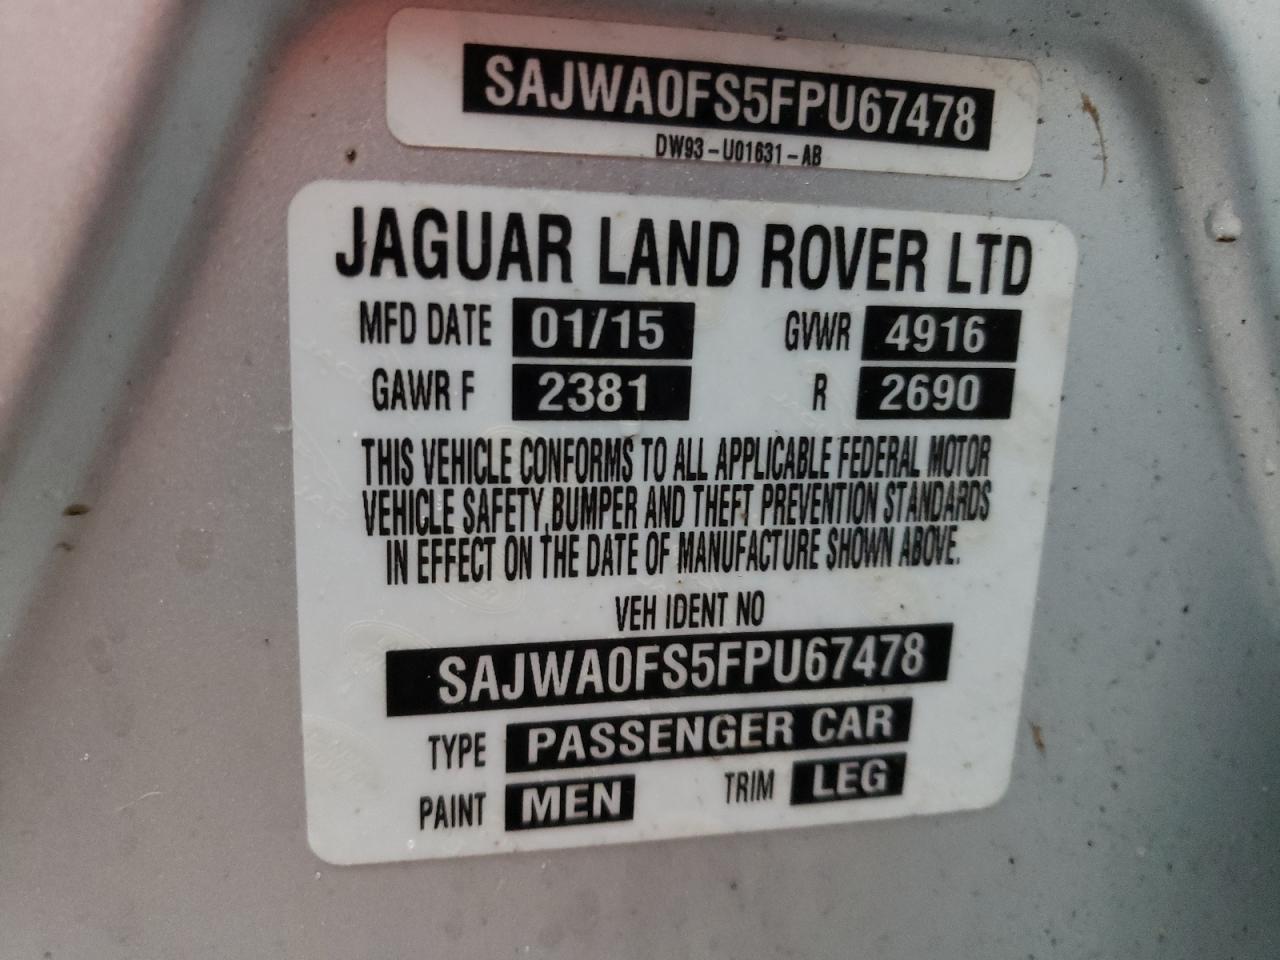 SAJWA0FS5FPU67478
DW93-U01631-AB
JAGUAR LAND ROVER LTD
MFD DATE 01/15 GVWR 4916
GAWR F 2381 R 2690
THIS VEHICLE CONFORMS TO ALL APPLICABLE FEDERAL MOTOR
VEHICLE SAFETY, BUMPER AND THEFT PREVENTION STANDARDS
IN EFFECT ON THE DATE OF MANUFACTURE SHOWN ABOVE.
VEH IDENT NO
SAJWA0FS5FPU67478
TYPE PASSENGER CAR
PAINT MEN TRIM LEG